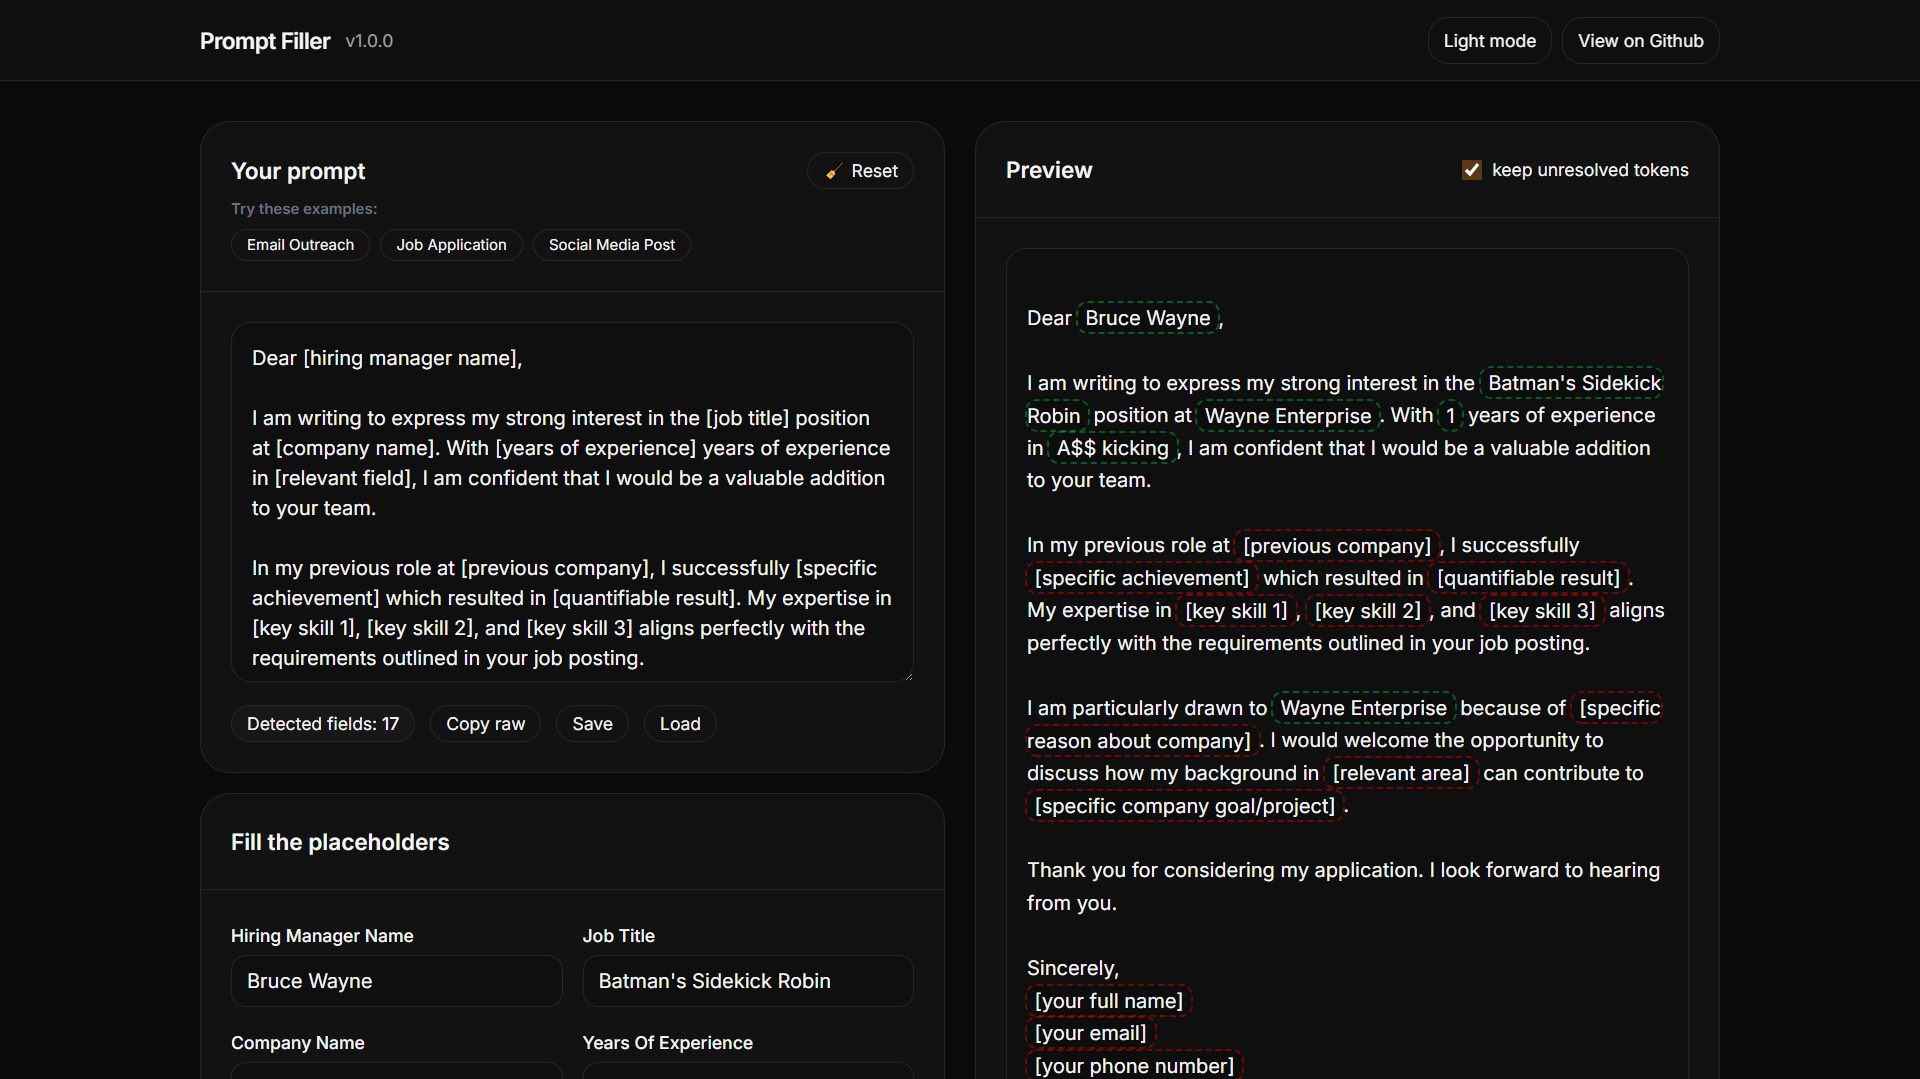 Prompt Filler v1.0.0
Light mode
View on Github
Your prompt
Reset
Try these examples:
Email Outreach
Job Application
Social Media Post
Dear [hiring manager name],
I am writing to express my strong interest in the [job title] position
at [company name]. With [years of experience] years of experience
in [relevant field], I am confident that I would be a valuable addition
to your team.
In my previous role at [previous company], I successfully [specific
achievement] which resulted in [quantifiable result]. My expertise in
[key skill 1], [key skill 2], and [key skill 3] aligns perfectly with the
requirements outlined in your job posting.
Detected fields: 17
Copy raw
Save
Load
Fill the placeholders
Hiring Manager Name
Bruce Wayne
Job Title
Batman's Sidekick Robin
Company Name
Years Of Experience
Preview
keep unresolved tokens
Dear Bruce Wayne,
I am writing to express my strong interest in the Batman's Sidekick
Robin position at Wayne Enterprise. With 1 years of experience
in A$$ kicking, I am confident that I would be a valuable addition
to your team.
In my previous role at [previous company], I successfully
[specific achievement] which resulted in [quantifiable result].
My expertise in [key skill 1], [key skill 2], and [key skill 3] aligns
perfectly with the requirements outlined in your job posting.
I am particularly drawn to Wayne Enterprise because of [specific
reason about company]. I would welcome the opportunity to
discuss how my background in [relevant area] can contribute to
[specific company goal/project].
Thank you for considering my application. I look forward to hearing
from you.
Sincerely,
[your full name]
[your email]
[your phone number]